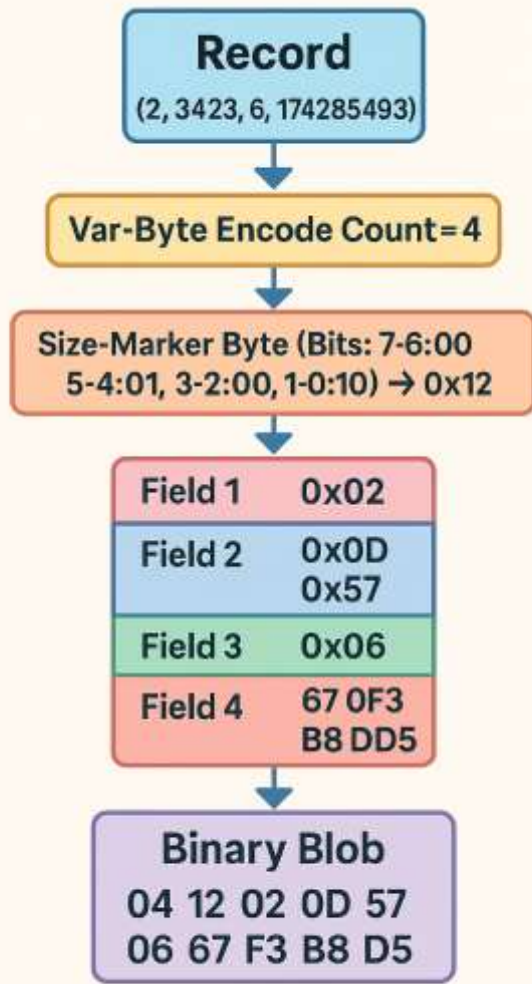 Record
(2, 3423, 6, 174285493)
Var-Byte Encode Count=4
Size-Marker Byte (Bits: 7-6:00
5-4:01, 3-2:00, 1-0:10) → 0x12
Field 1 0x02
Field 2 0x0D
0x57
Field 3 0x06
Field 4 67 0F3
B8 DD5
Binary Blob
04 12 02 0D 57
06 67 F3 B8 D5